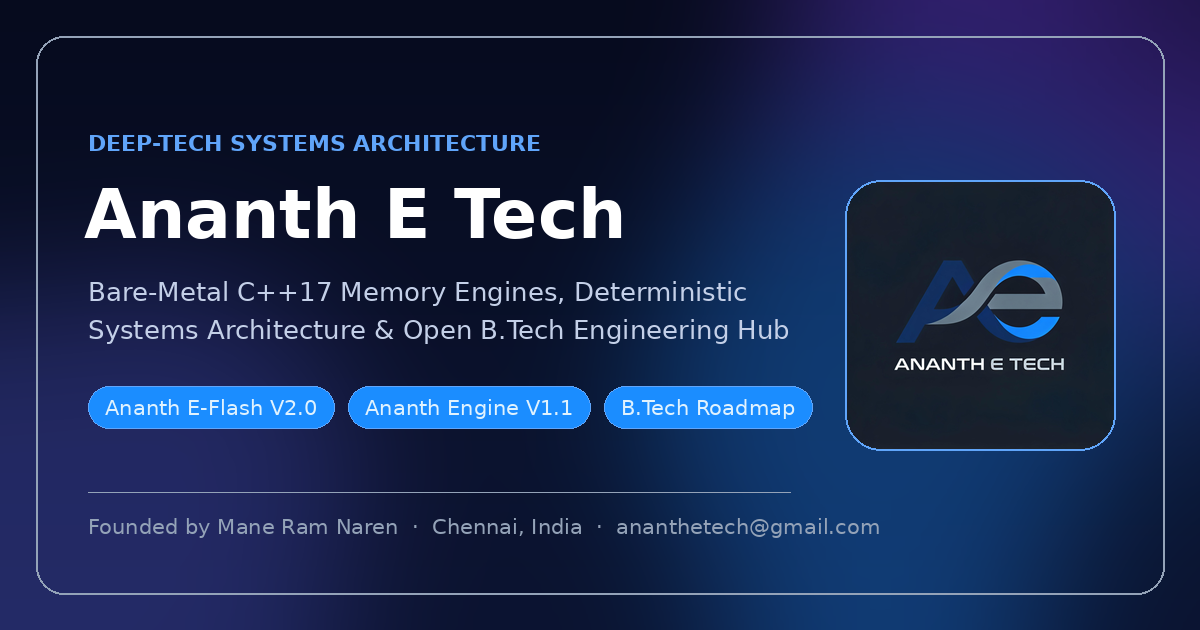 DEEP-TECH SYSTEMS ARCHITECTURE
Ananth E Tech
Bare-Metal C++17 Memory Engines, Deterministic
Systems Architecture & Open B.Tech Engineering Hub
Ananth E-Flash V2.0
Ananth Engine V1.1
B.Tech Roadmap
Ae
ANANTH E TECH
Founded by Mane Ram Naren · Chennai, India · ananthetech@gmail.com